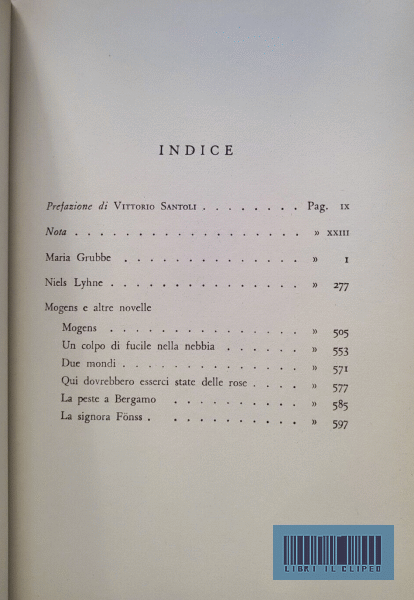 INDICE
Prefazione di VITTORIO SANTOLI . . . . . . . . Pag. IX
Nota . . . . . . . . . . . . . . . . . . » XXIII
Maria Grubbe . . . . . . . . . . . . . . » 1
Niels Lyhne . . . . . . . . . . . . . . . » 277
Mogens e altre novelle
Mogens . . . . . . . . . . . . . . » 505
Un colpo di fucile nella nebbia . . . . . . . » 553
Due mondi . . . . . . . . . . . . » 571
Qui dovrebbero esserci state delle rose . . . . » 577
La peste a Bergamo . . . . . . . . . » 585
La signora Fönss . . . . . . . . . . . » 597
LIBRI IL CLIPEO